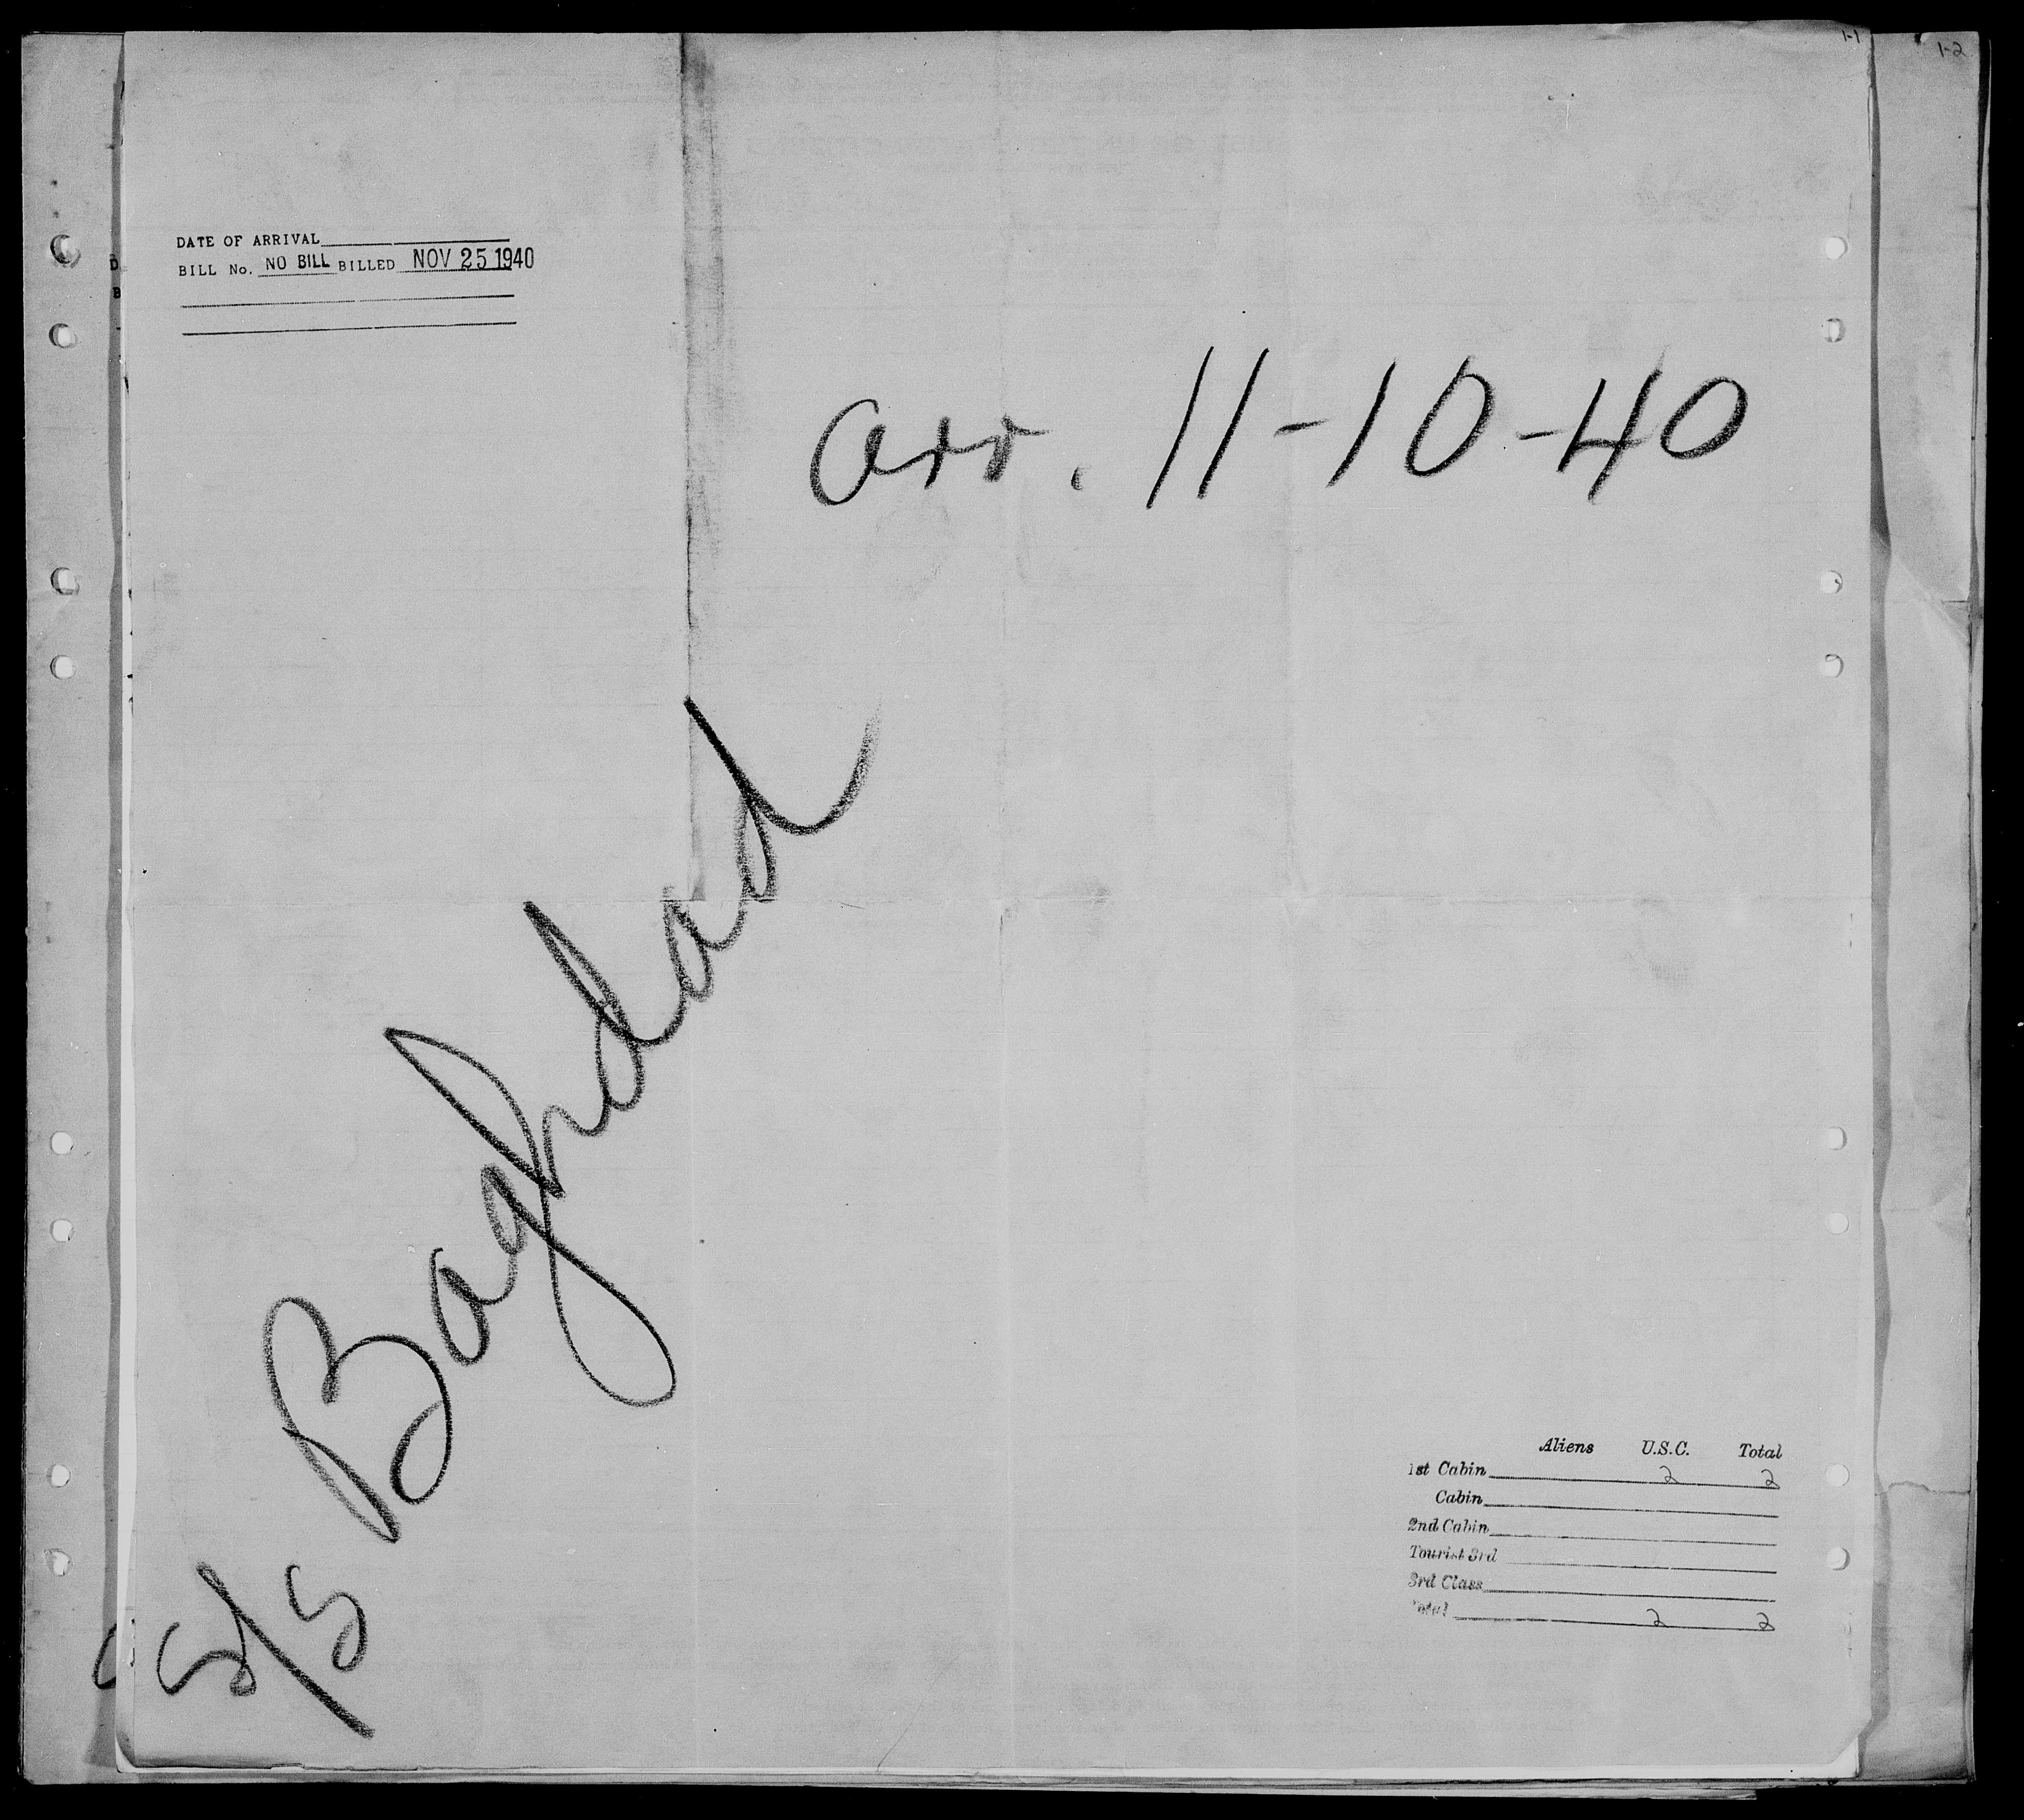 1-1
1-2
DATE OF ARRIVAL
BILL No. NO BILL BILLED NOV 25 1940
arr. 11-10-40
S/S Baghdad
Aliens U.S.C. Total
1st Cabin 2 2
Cabin
2nd Cabin
Tourist 3rd
3rd Class
Total 2 2